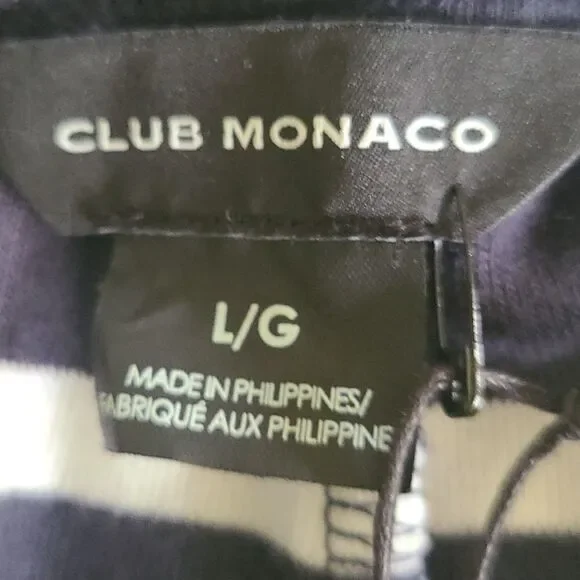 CLUB MONACO
L/G
MADE IN PHILIPPINES/
FABRIQUÉ AUX PHILIPPINE